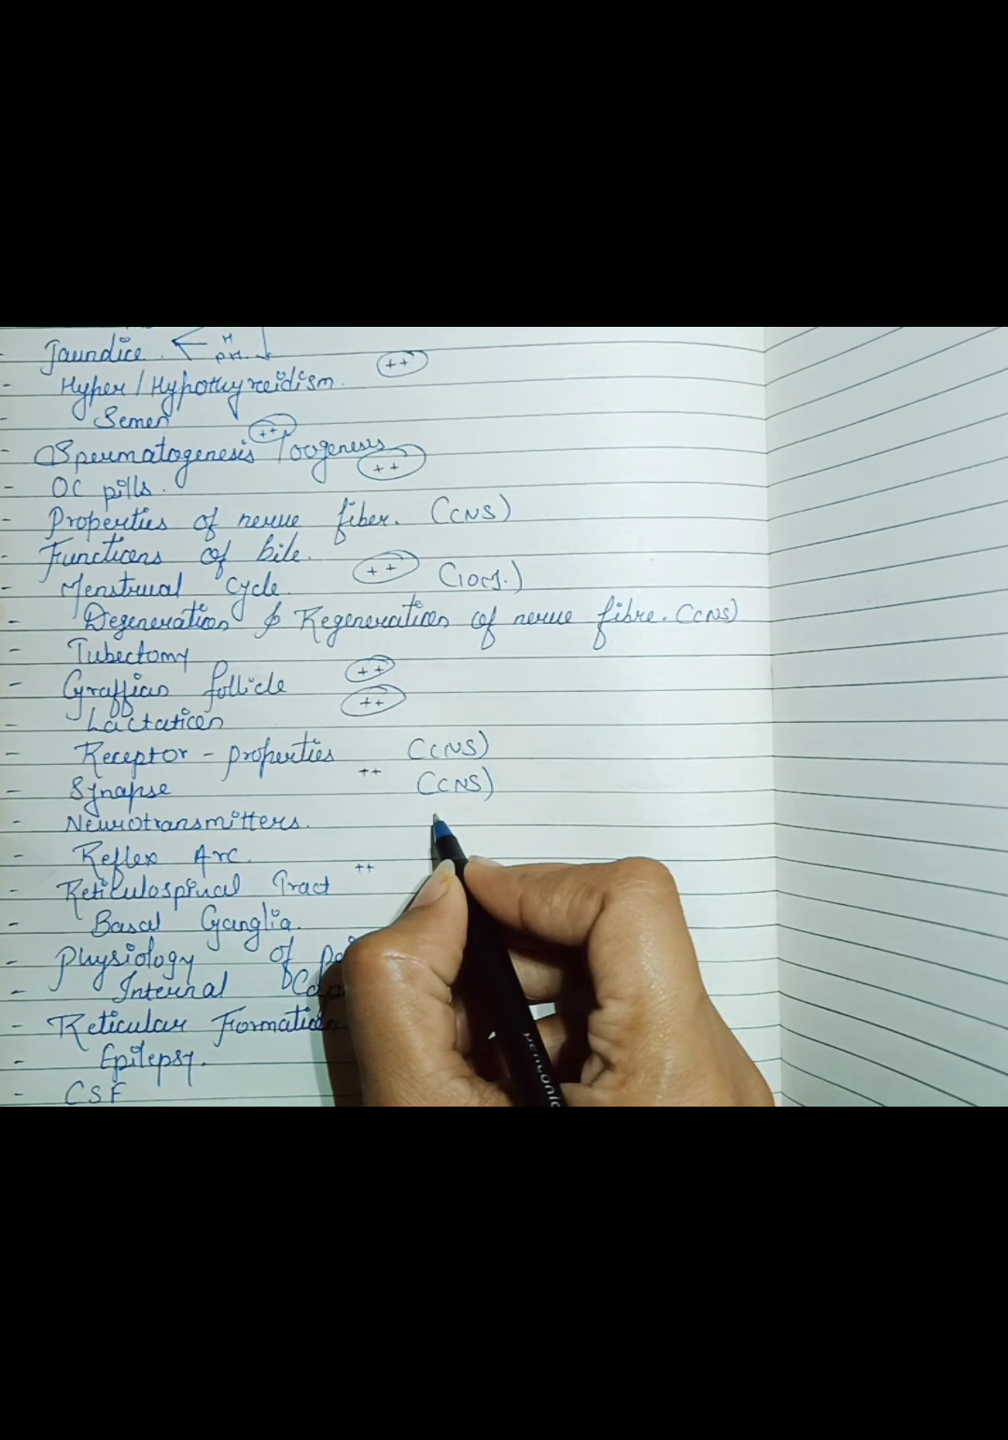 - Jaundice. H
- Hyper/Hypothyroidism. ++
- Semen
- Spermatogenesis ++ / oogenesis
- OC pills. ++
- Properties of nerve fiber. (CNS)
- Functions of bile.
- Menstrual cycle. ++ (10M.)
- Degeneration & Regeneration of nerve fibre. (CNS)
- Tubectomy
- Graffian follicle ++
- Lactation ++
- Receptor - properties (CNS)
- Synapse ++ (CNS)
- Neurotransmitters.
- Reflex Arc.
- Reticulospinal Tract ++
- Basal Ganglia.
- Physiology of
- Internal
- Reticular Formation
- Epilepsy.
- CSF